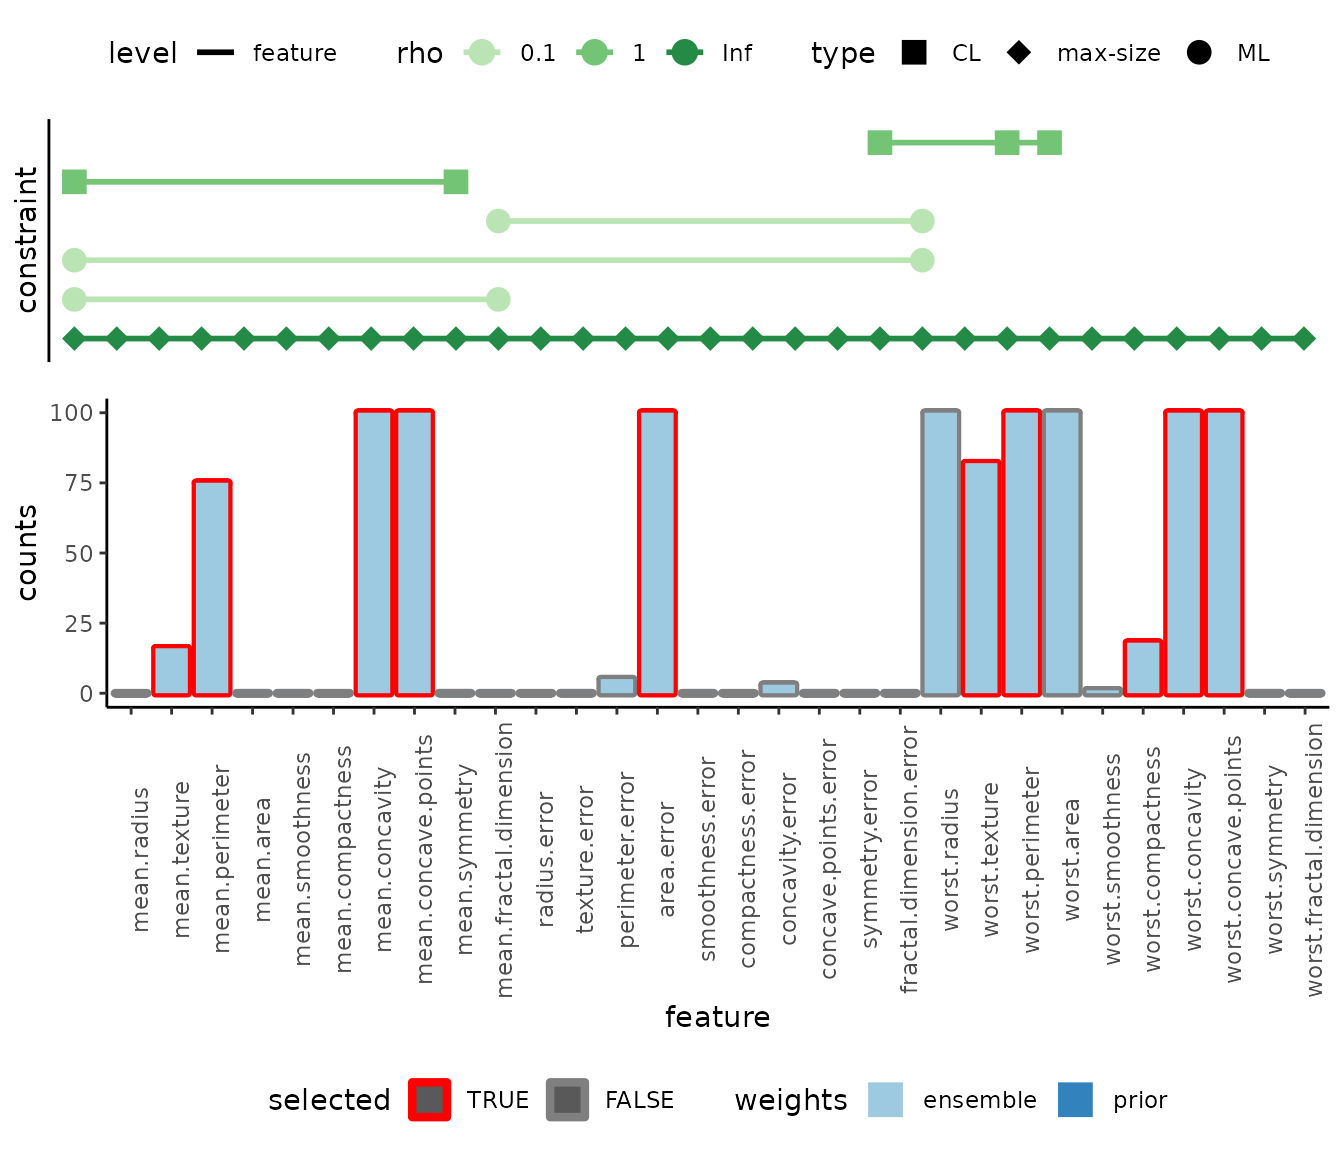 level feature rho 0.1 1 Inf type CL max-size ML
constraint
counts
100
75
50
25
0
mean.radius
mean.texture
mean.perimeter
mean.area
mean.smoothness
mean.compactness
mean.concavity
mean.concave.points
mean.symmetry
mean.fractal.dimension
radius.error
texture.error
perimeter.error
area.error
smoothness.error
compactness.error
concavity.error
concave.points.error
symmetry.error
fractal.dimension.error
worst.radius
worst.texture
worst.perimeter
worst.area
worst.smoothness
worst.compactness
worst.concavity
worst.concave.points
worst.symmetry
worst.fractal.dimension
feature
selected TRUE FALSE weights ensemble prior